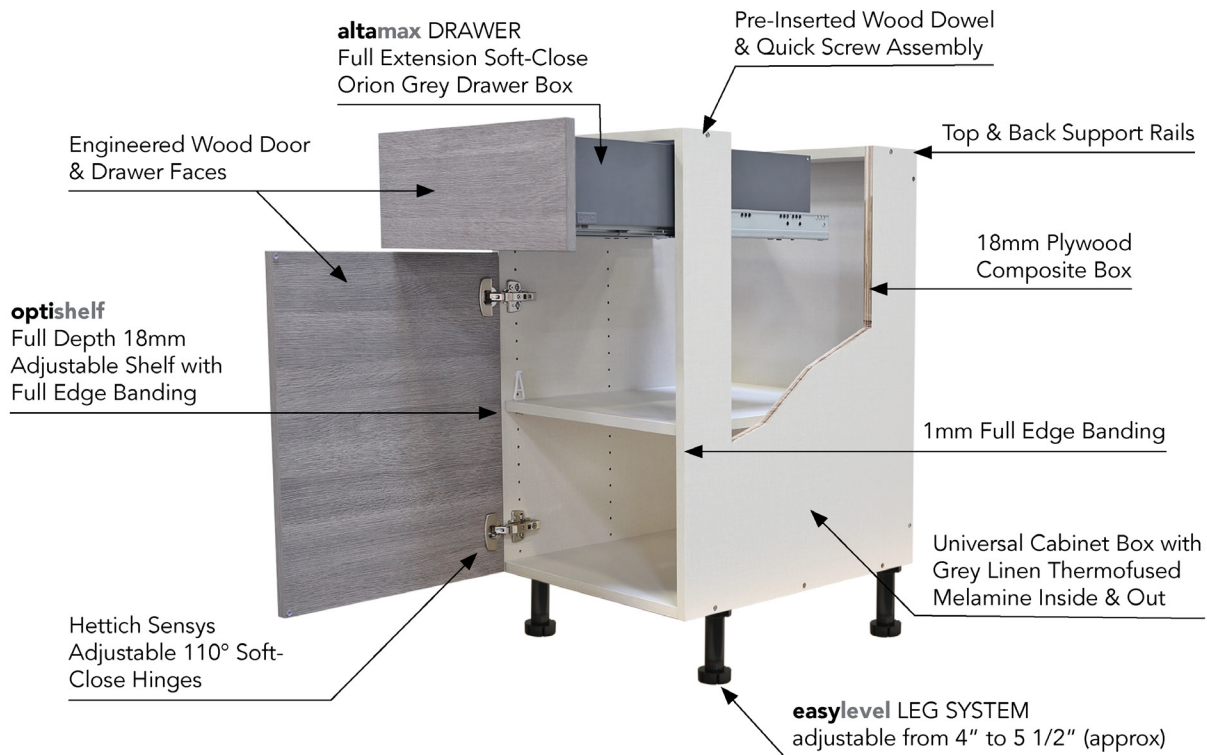 altamax DRAWER
Full Extension Soft-Close
Orion Grey Drawer Box
Pre-Inserted Wood Dowel
& Quick Screw Assembly
Engineered Wood Door
& Drawer Faces
Top & Back Support Rails
18mm Plywood
Composite Box
optishelf
Full Depth 18mm
Adjustable Shelf with
Full Edge Banding
1mm Full Edge Banding
Universal Cabinet Box with
Grey Linen Thermofused
Melamine Inside & Out
Hettich Sensys
Adjustable 110° Soft-
Close Hinges
easylevel LEG SYSTEM
adjustable from 4” to 5 1/2” (approx)